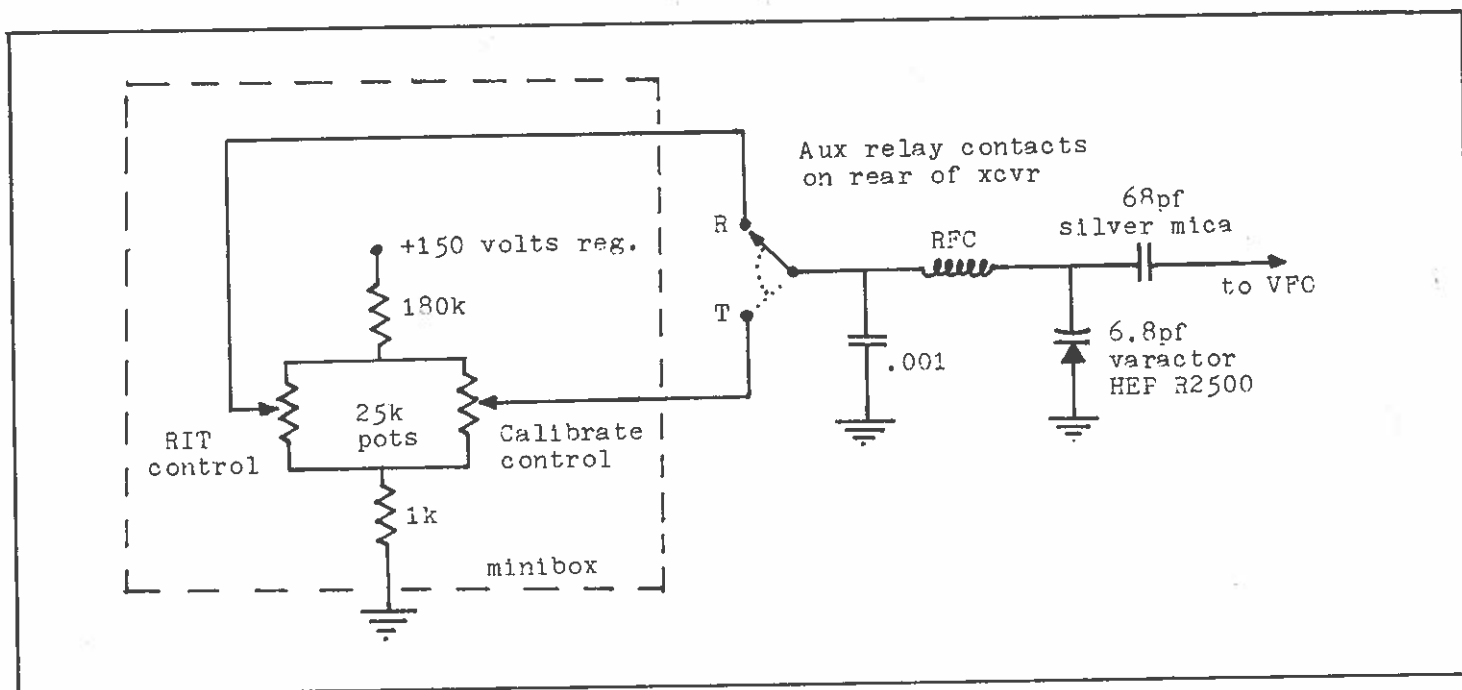 Aux relay contacts
on rear of xcvr
68pf
silver mica
R
RFC
+150 volts reg.
to VFO
T
180k
6.8pf
varactor
HEP R2500
.001
25k
pots
RIT
control
Calibrate
control
1k
minibox